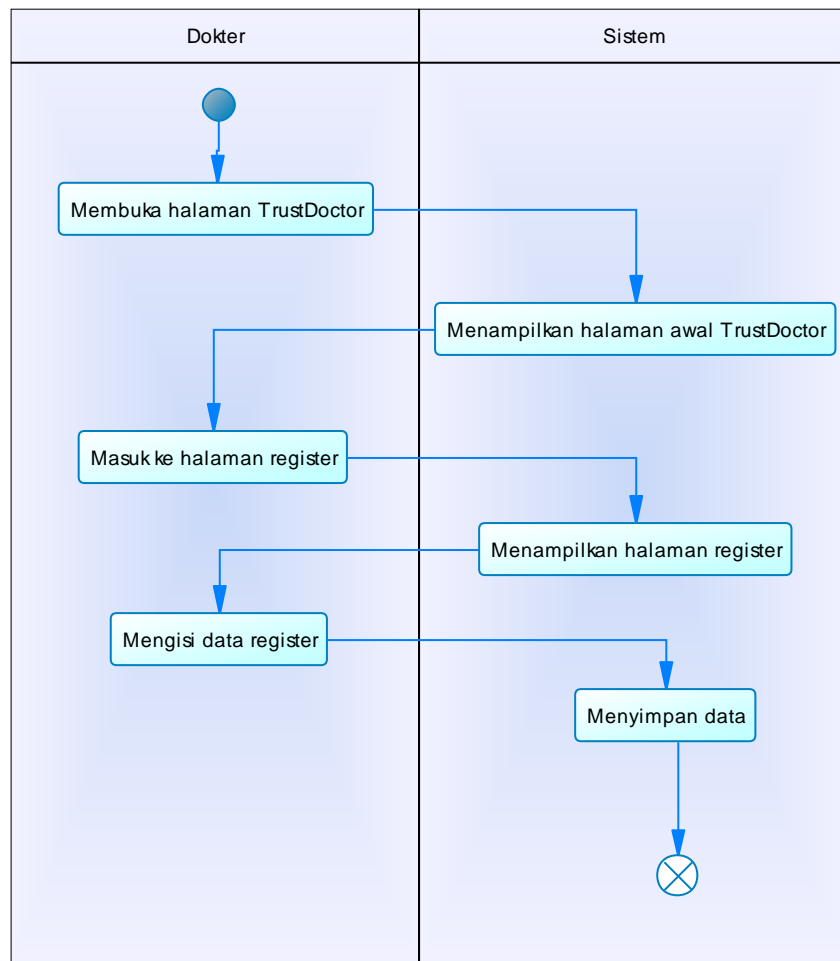 Dokter
Sistem
Membuka halaman TrustDoctor
Menampilkan halaman awal TrustDoctor
Masuk ke halaman register
Menampilkan halaman register
Mengisi data register
Menyimpan data